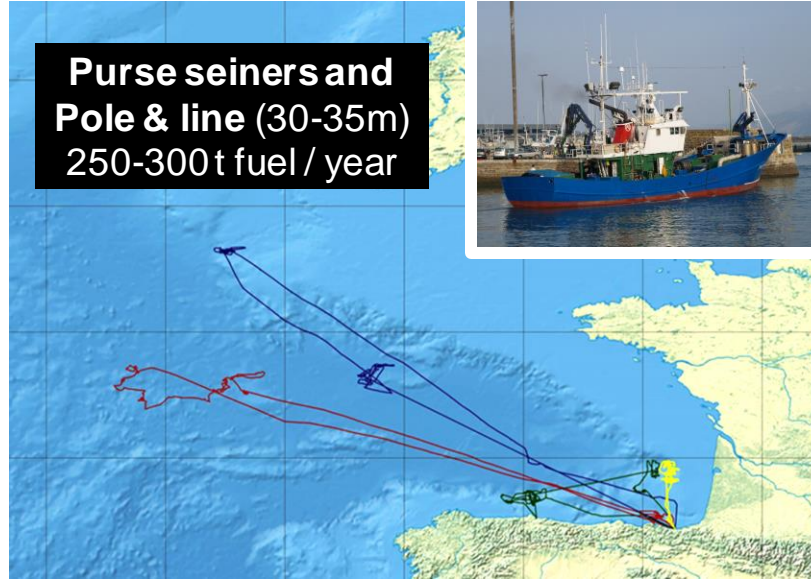 Purse seiners and
Pole & line (30-35m)
250-300 t fuel / year